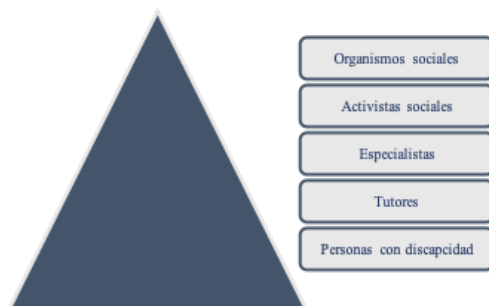 Organismos sociales
Activistas sociales
Especialistas
Tutores
Personas con discapcidad